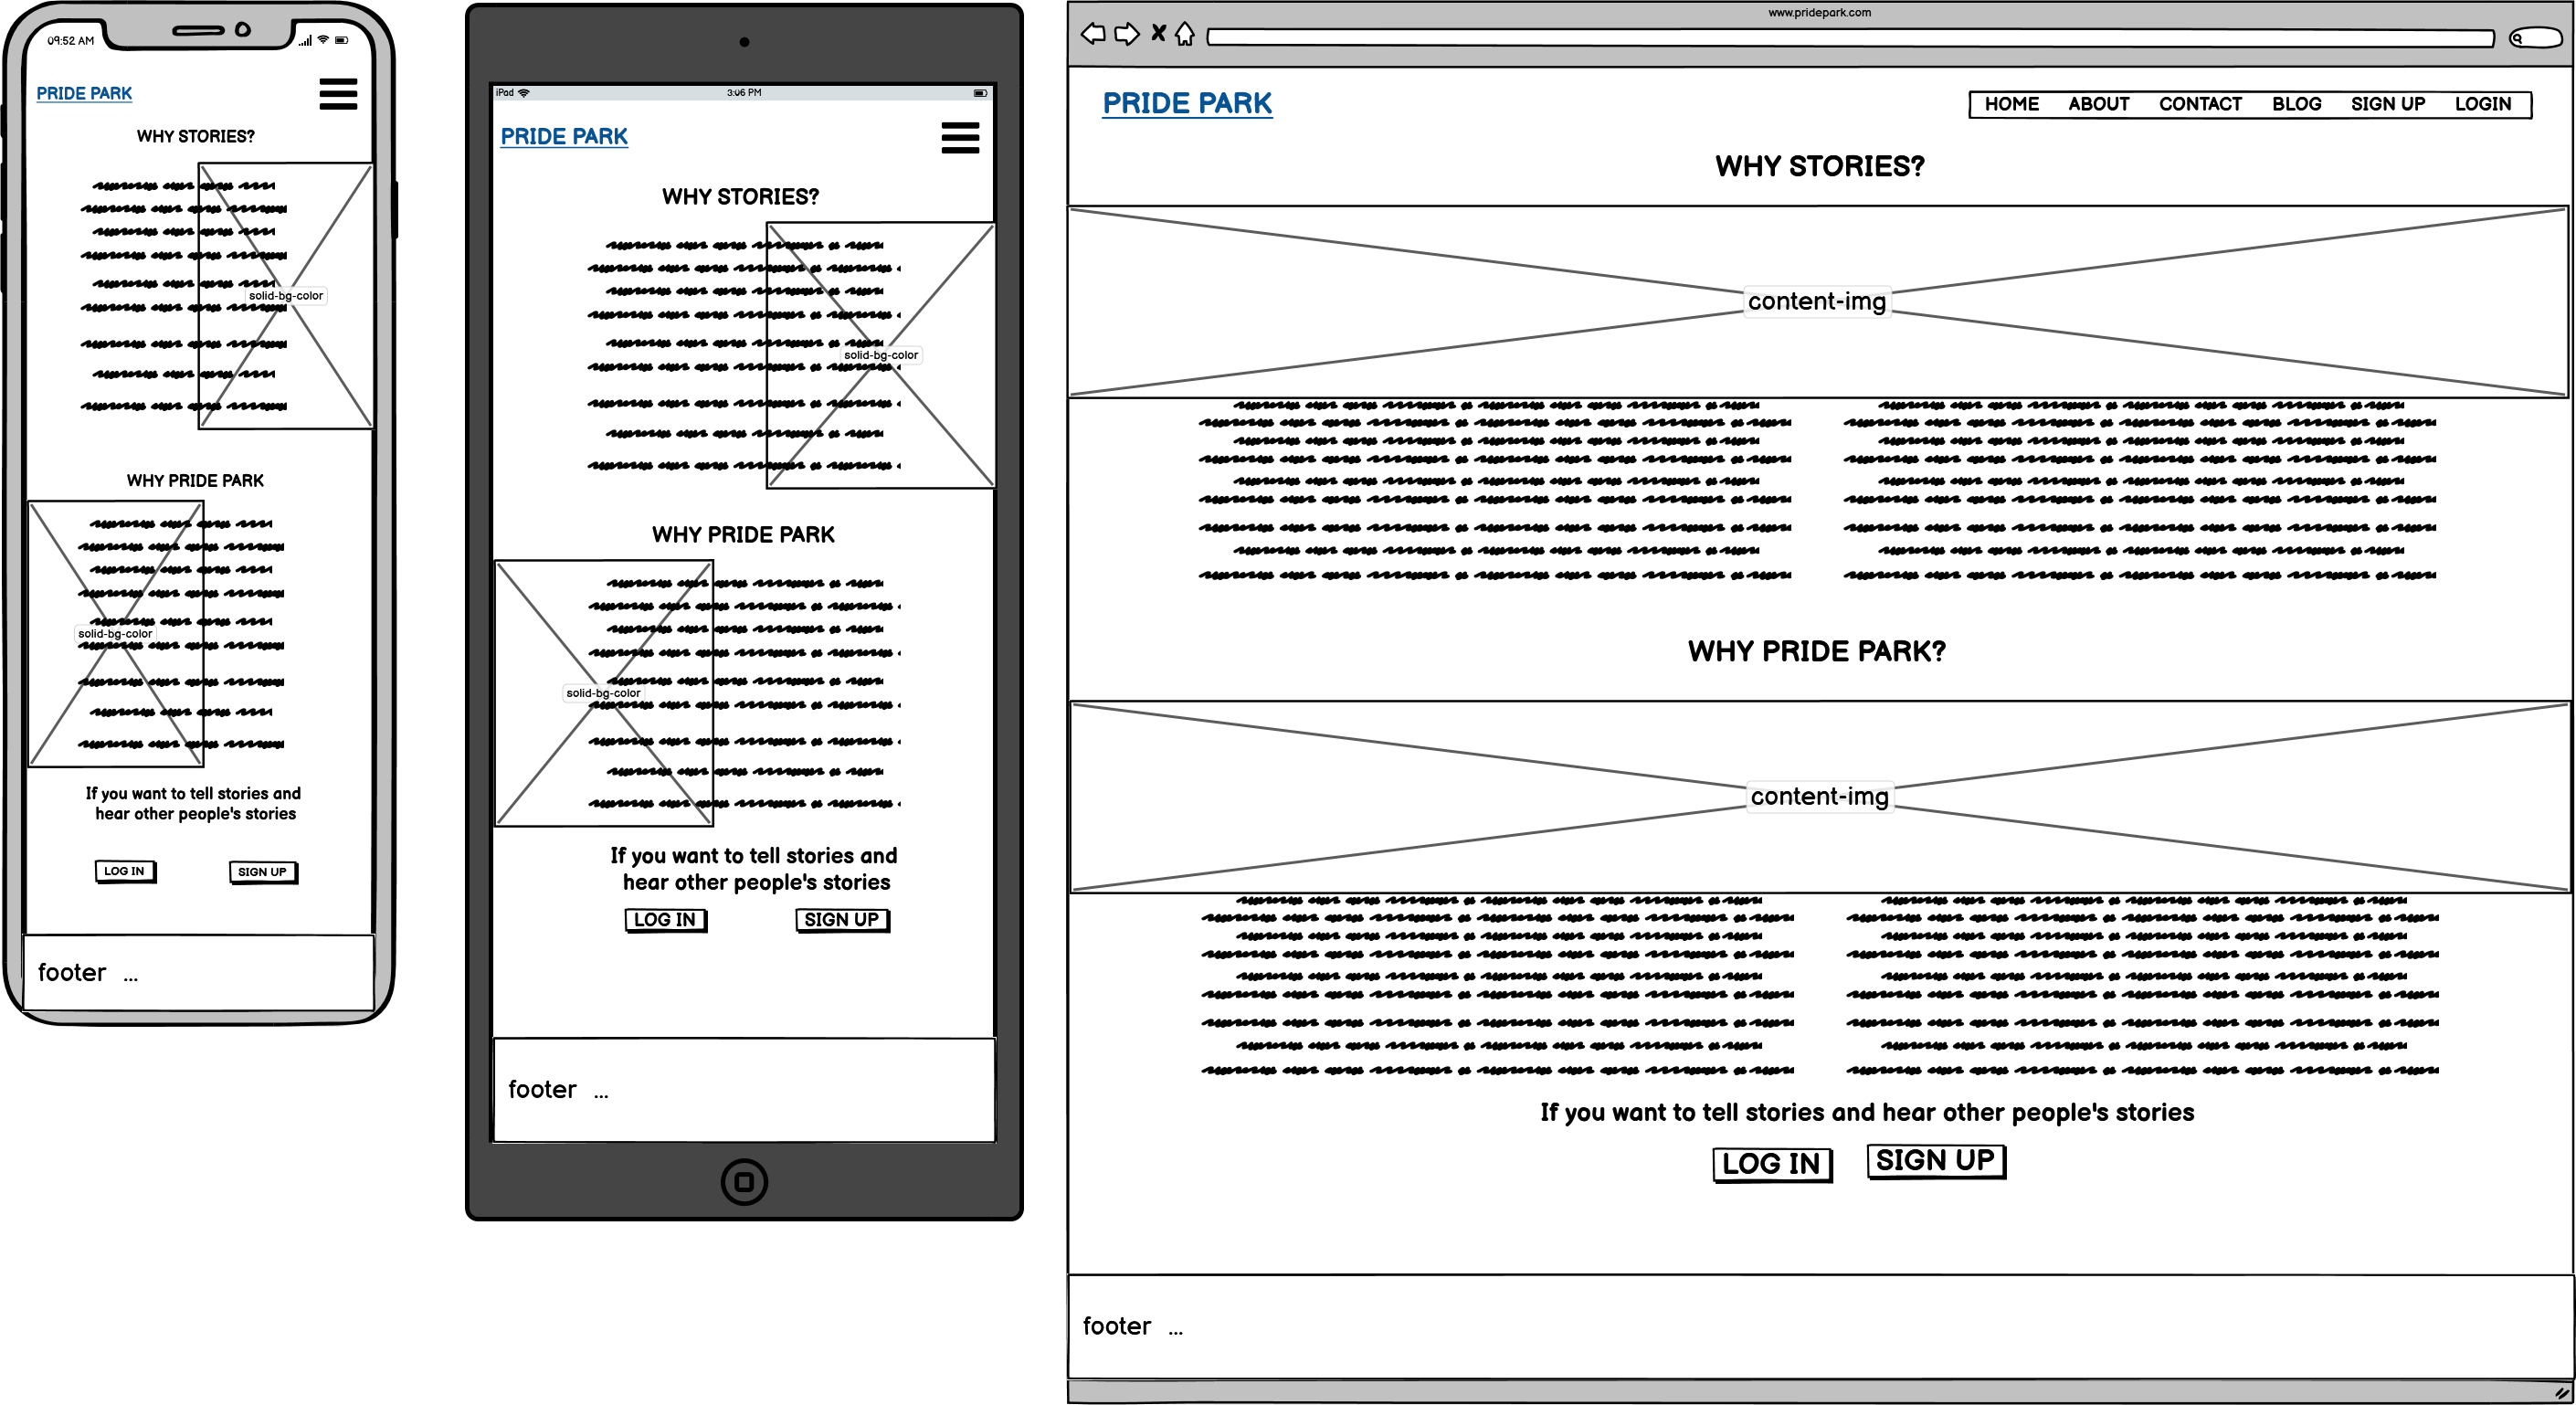 09:52 AM
PRIDE PARK
WHY STORIES?
solid-bg-color
WHY PRIDE PARK
solid-bg-color
If you want to tell stories and
hear other people's stories
LOG IN SIGN UP
footer ...
iPad 3:06 PM
PRIDE PARK
WHY STORIES?
solid-bg-color
WHY PRIDE PARK
solid-bg-color
If you want to tell stories and
hear other people's stories
LOG IN SIGN UP
footer ...
www.pridepark.com
PRIDE PARK HOME ABOUT CONTACT BLOG SIGN UP LOGIN
WHY STORIES?
content-img
WHY PRIDE PARK?
content-img
If you want to tell stories and hear other people's stories
LOG IN SIGN UP
footer ...